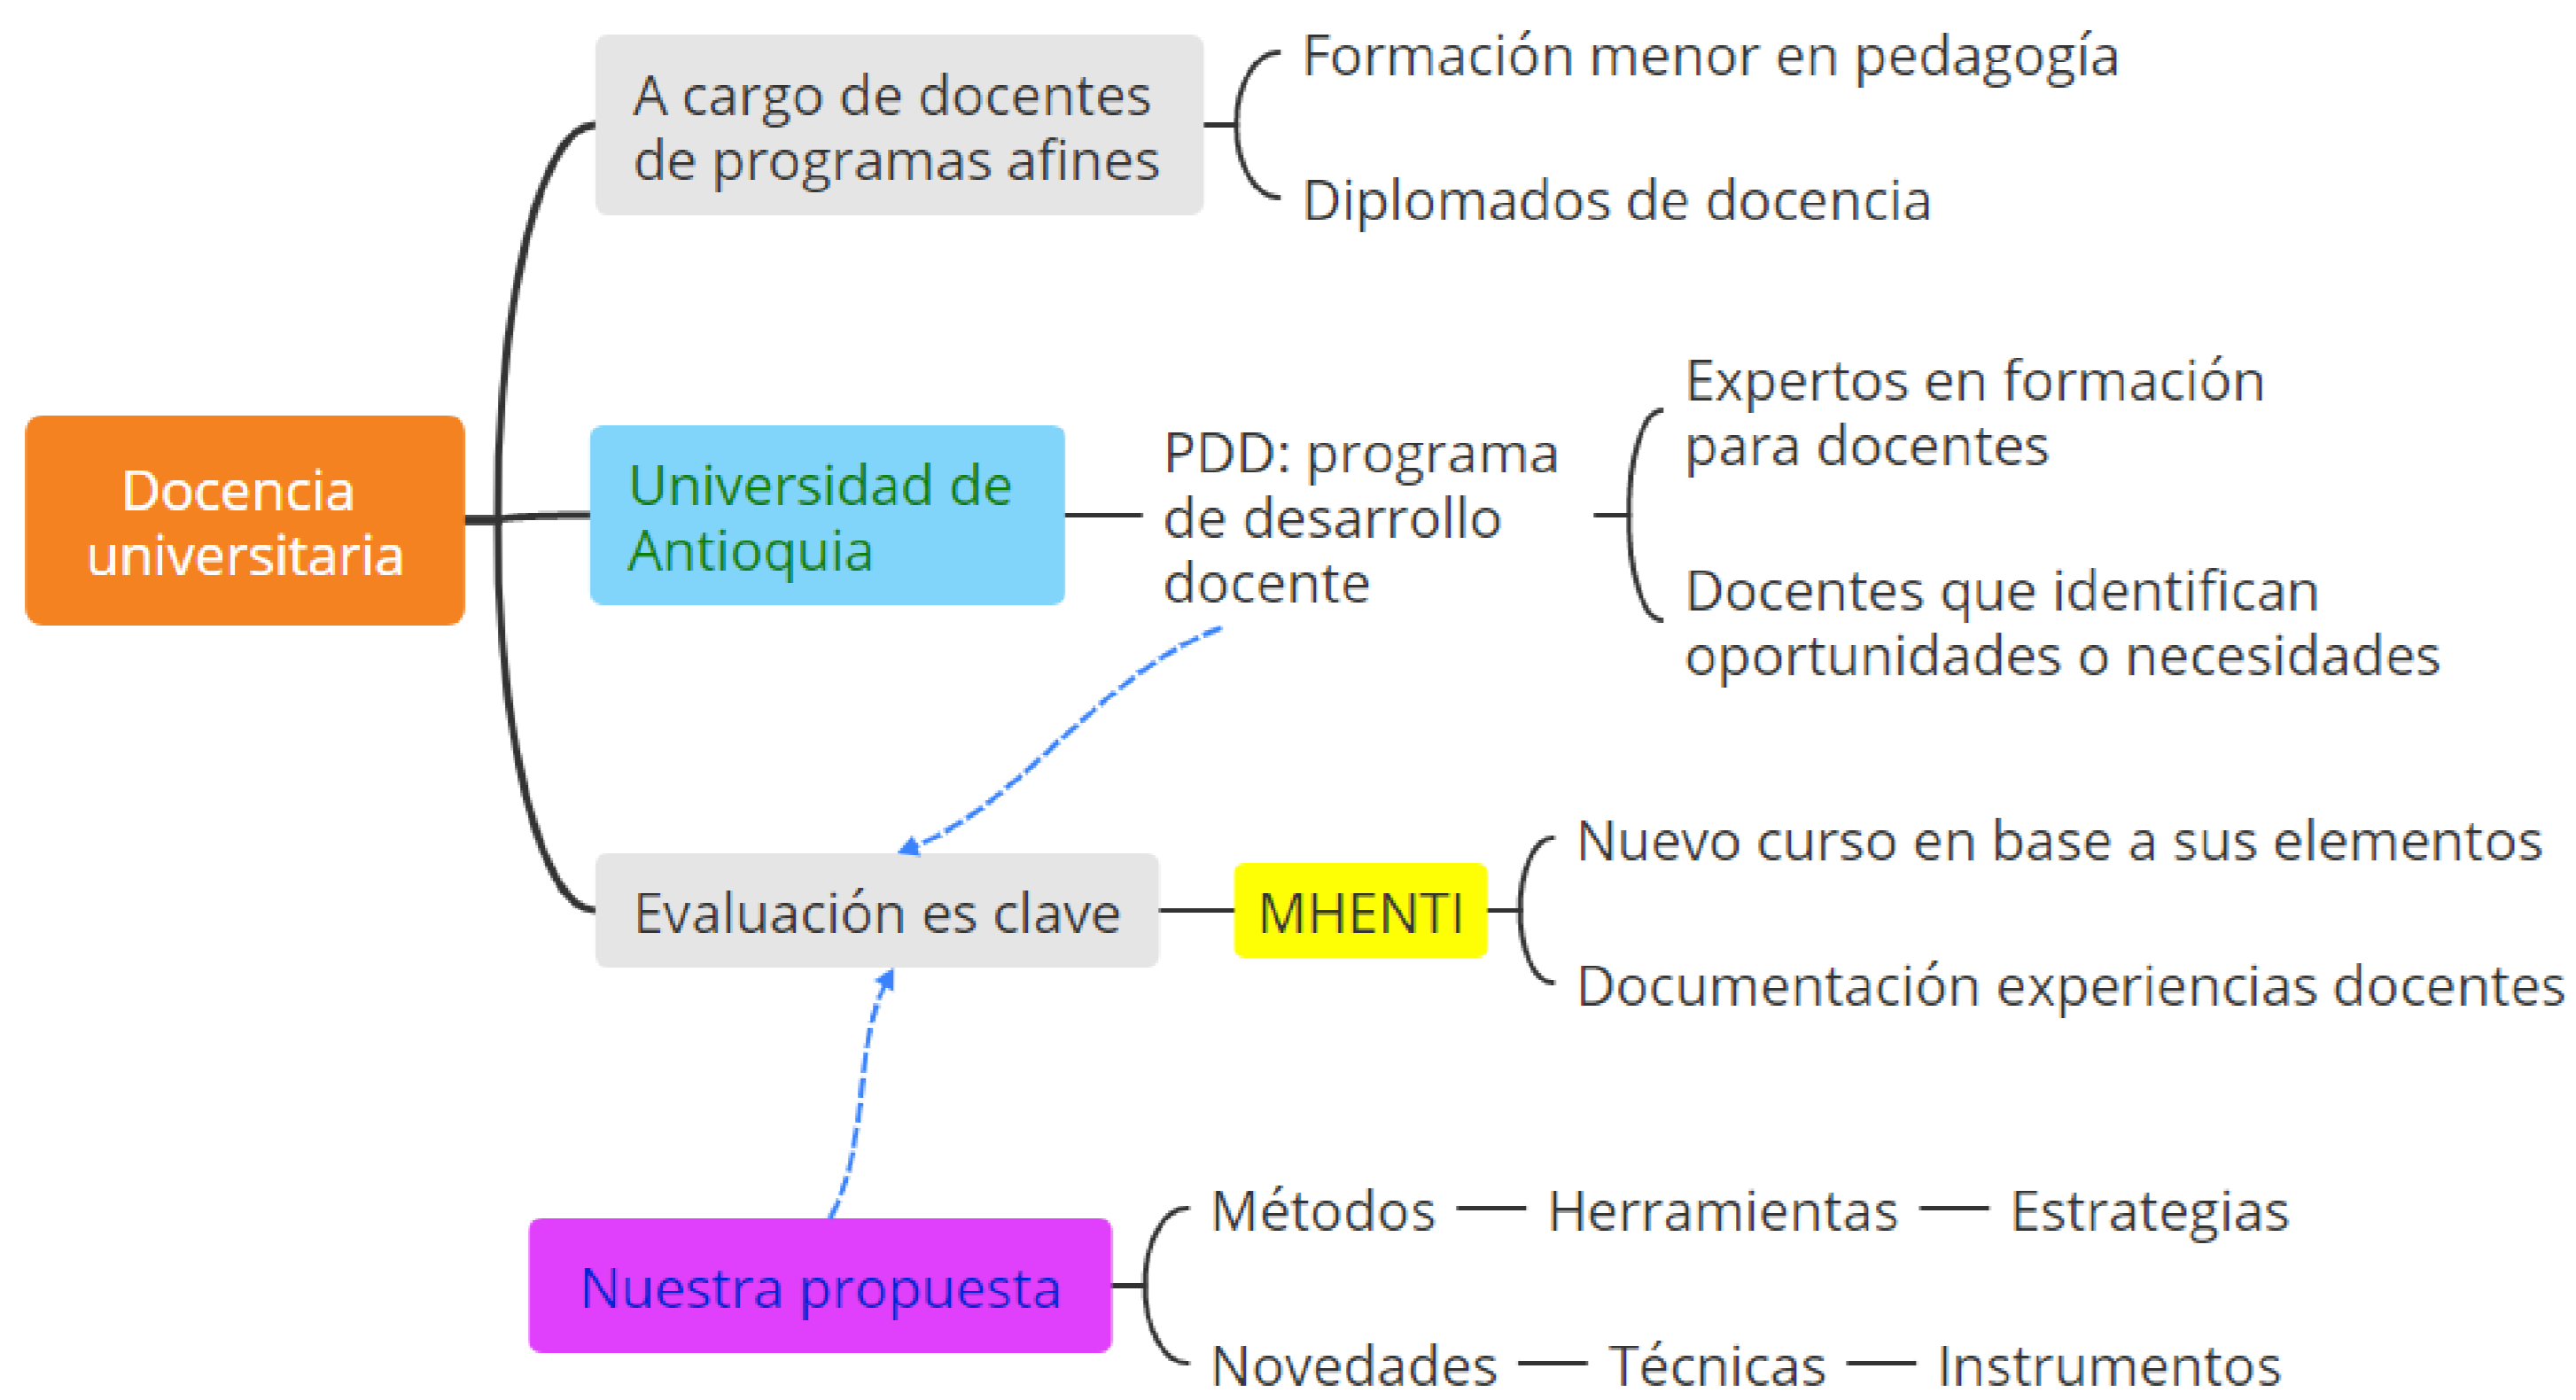 A cargo de docentes
de programas afines
Formación menor en pedagogía
Diplomados de docencia
Docencia
universitaria
Universidad de
Antioquia
PDD: programa
de desarrollo
docente
Expertos en formación
para docentes
Docentes que identifican
oportunidades o necesidades
Evaluación es clave
MHENTI
Nuevo curso en base a sus elementos
Documentación experiencias docentes
Nuestra propuesta
Métodos Herramientas Estrategias
Novedades Técnicas Instrumentos